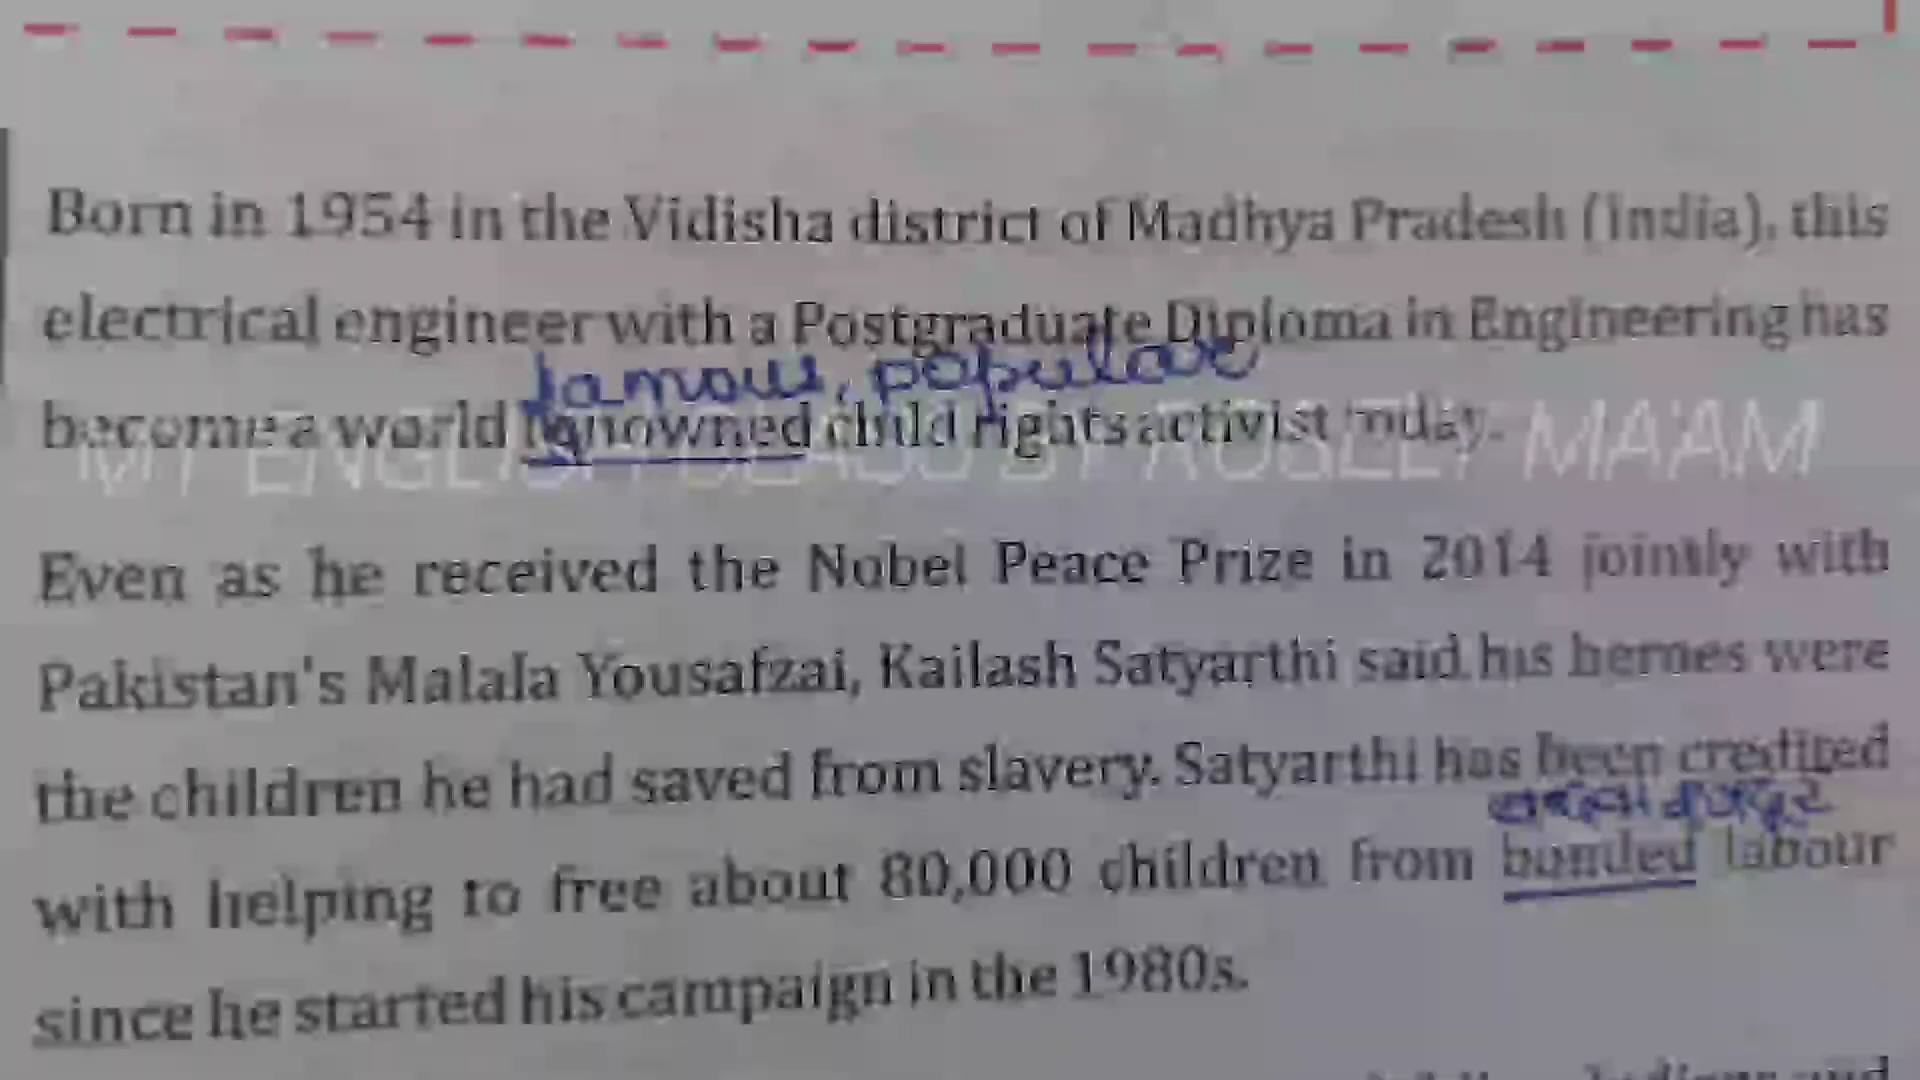 Born in 1954 in the Vidisha district of Madhya Pradesh (India), this
electrical engineer with a Postgraduate Diploma in Engineering has
famous, popular
become a world renowned child rights activist today.
MY ENGLISH CLASS BY ROSEEY MA'AM
Even as he received the Nobel Peace Prize in 2014 jointly with
Pakistan's Malala Yousafzai, Kailash Satyarthi said his heroes were
the children he had saved from slavery. Satyarthi has been credited
with helping to free about 80,000 children from bonded labour
since he started his campaign in the 1980s.